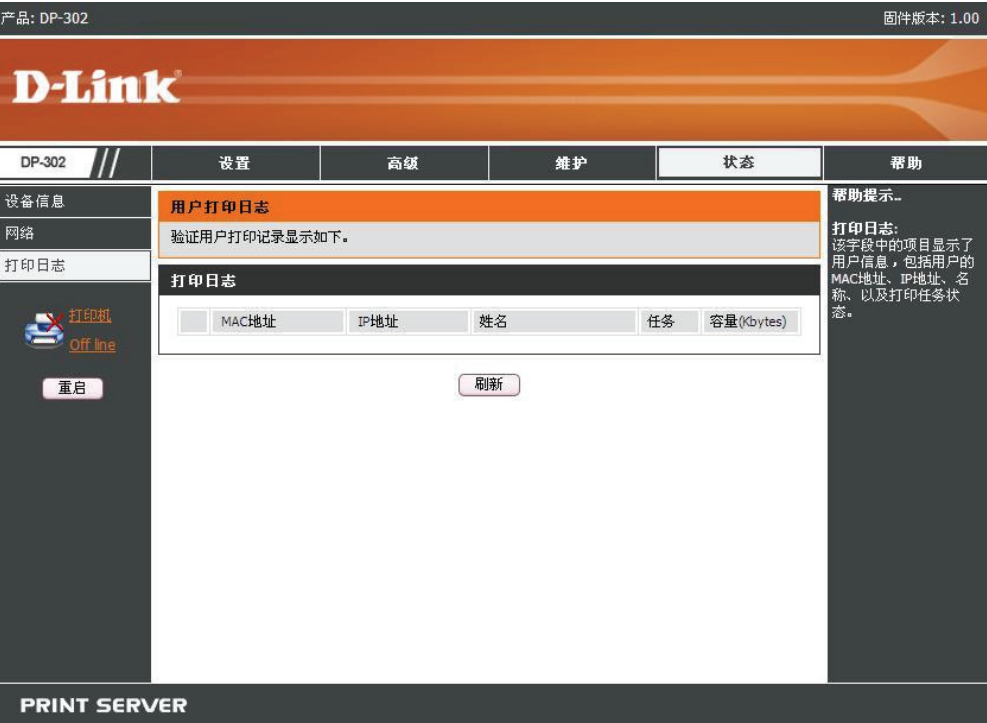 产品: DP-302
固件版本: 1.00
D-Link
DP-302
设置
高级
维护
状态
帮助
设备信息
网络
打印日志
打印机
Off line
重启
用户打印日志
验证用户打印记录显示如下。
打印日志
MAC地址 IP地址 姓名 任务 容量(Kbytes)
刷新
帮助提示..
打印日志:
该字段中的项目显示了
用户信息，包括用户的
MAC地址、IP地址、名
称、以及打印任务状
态。
PRINT SERVER